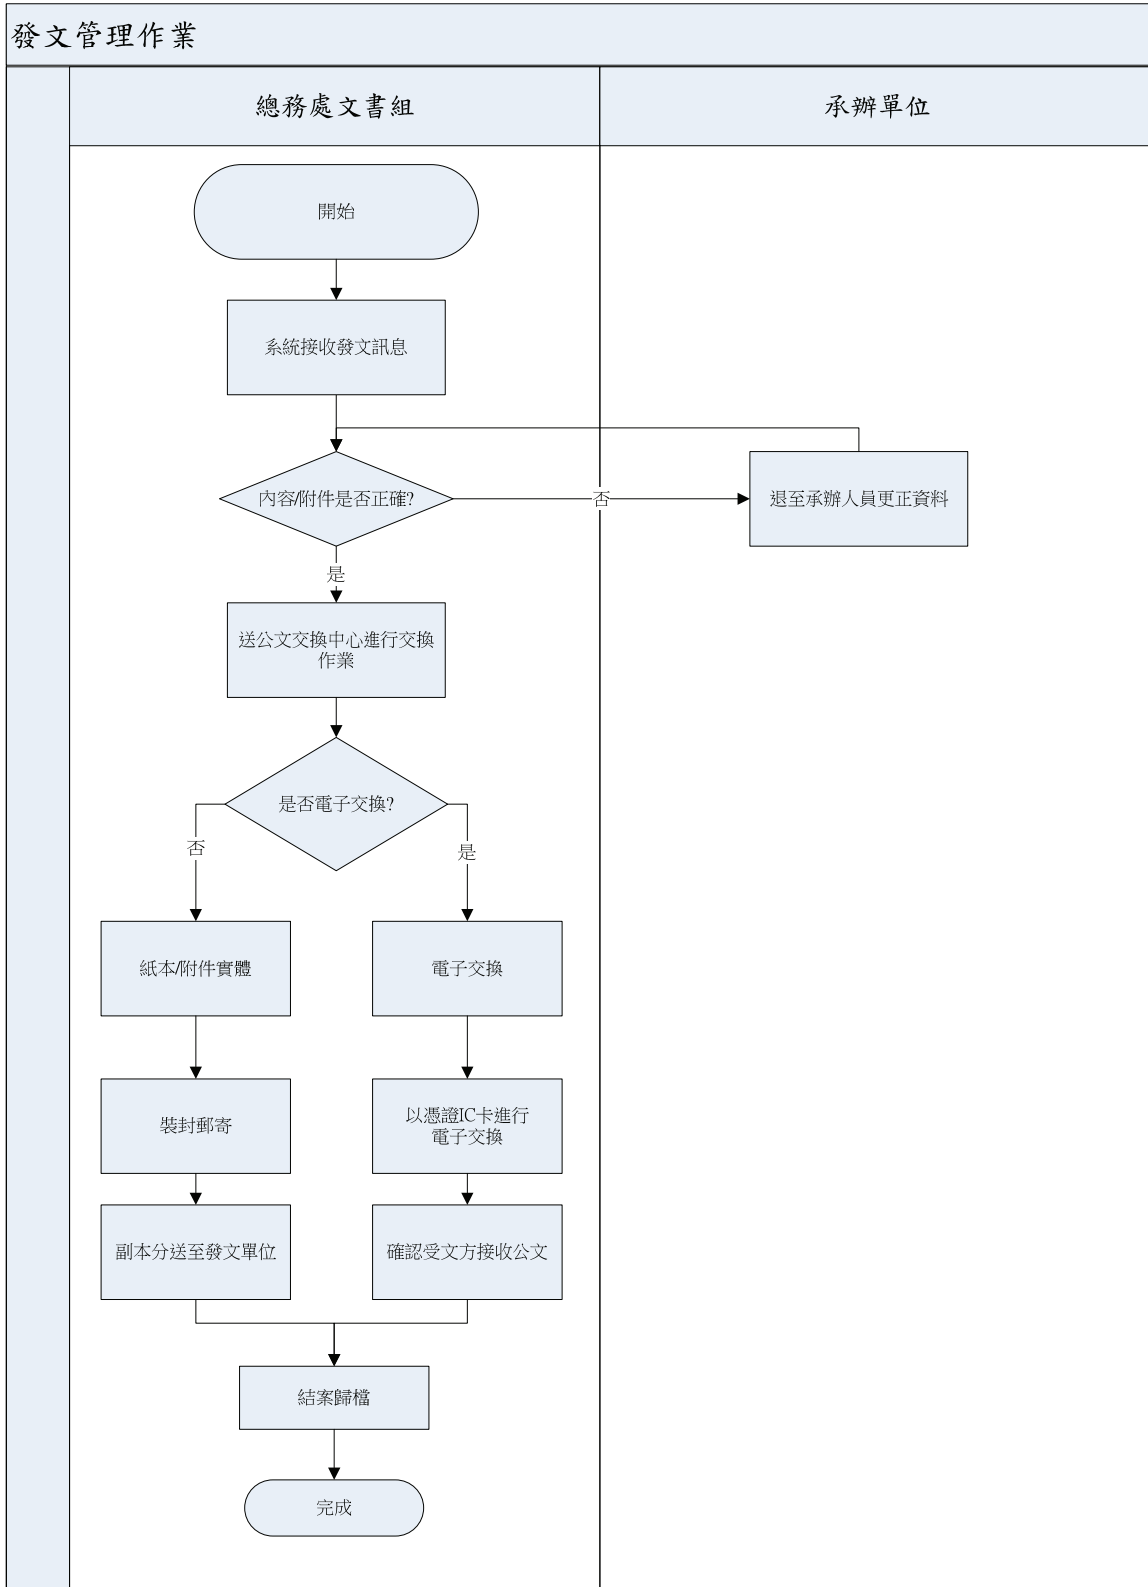 發文管理作業
總務處文書組
承辦單位
開始
系統接收發文訊息
內容/附件是否正確?
否
退至承辦人員更正資料
是
送公文交換中心進行交換
作業
是否電子交換?
否
是
紙本/附件實體
電子交換
裝封郵寄
以憑證IC卡進行
電子交換
副本分送至發文單位
確認受文方接收公文
結案歸檔
完成